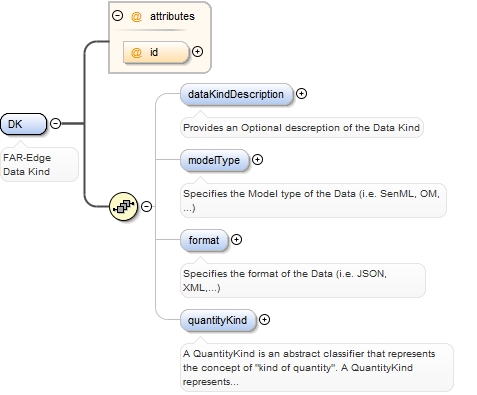 @ attributes
@ id
dataKindDescription
DK
Provides an Optional descreption of the Data Kind
FAR-Edge
Data Kind
modelType
Specifies the Model type of the Data (i.e. SenML, OM,
...)
format
Specifies the format of the Data (i.e. JSON,
XML,...)
quantityKind
A QuantityKind is an abstract classifier that represents
the concept of "kind of quantity". A QuantityKind
represents...